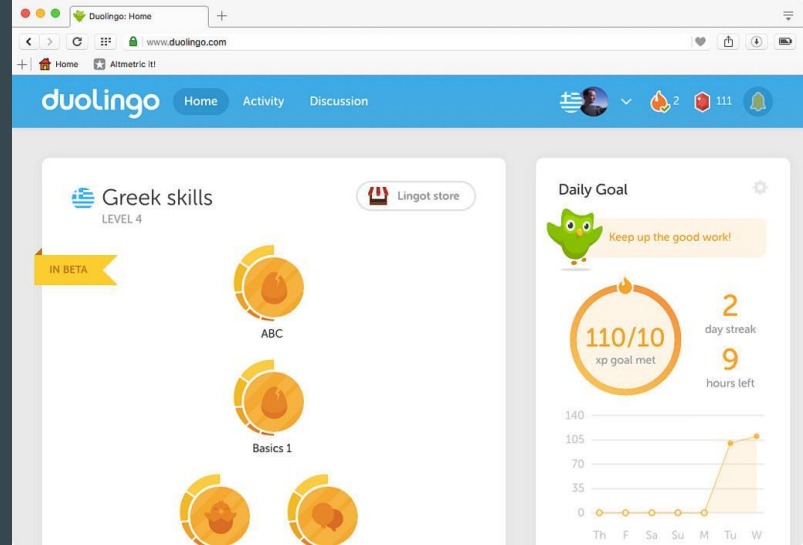 Duolingo: Home
www.duolingo.com
Home
Altmetric it!
duolingo
Home
Activity
Discussion
2
111
Greek skills
LEVEL 4
Lingot store
IN BETA
ABC
Basics 1
Daily Goal
Keep up the good work!
110/10
xp goal met
2
day streak
9
hours left
140
105
70
35
0
Th F Sa Su M Tu W